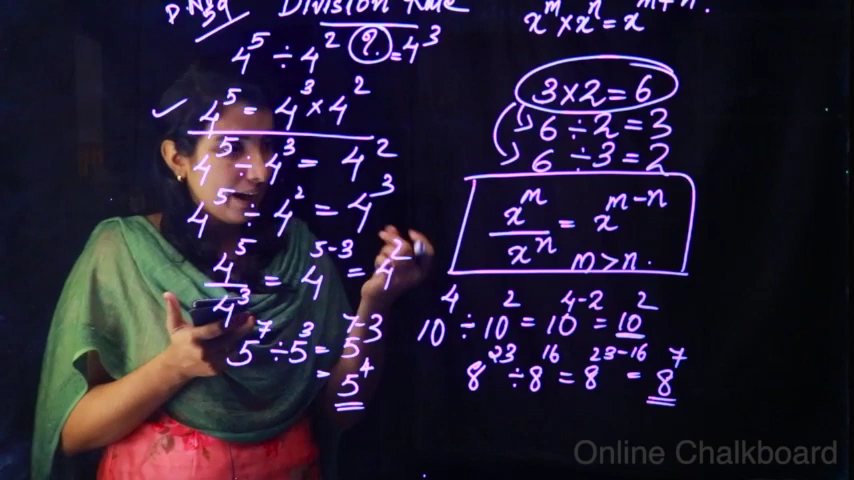 Division Rule
x^m × x^n = x^m+n.
4^5 ÷ 4^2 ? = 4^3
✓ 4^5 = 4^3 × 4^2
4^5 ÷ 4^3 = 4^2
4^5 ÷ 4^2 = 4^3
4^5/4^3 = 4^5-3 = 4^2
5^7 ÷ 5^3 = 5^7-3
= 5^4
3 × 2 = 6
6 ÷ 2 = 3
6 ÷ 3 = 2
x^m/x^n = x^m-n
m > n.
10^4 ÷ 10^2 = 10^4-2 = 10^2
8^23 ÷ 8^16 = 8^23-16 = 8^7
Online Chalkboard